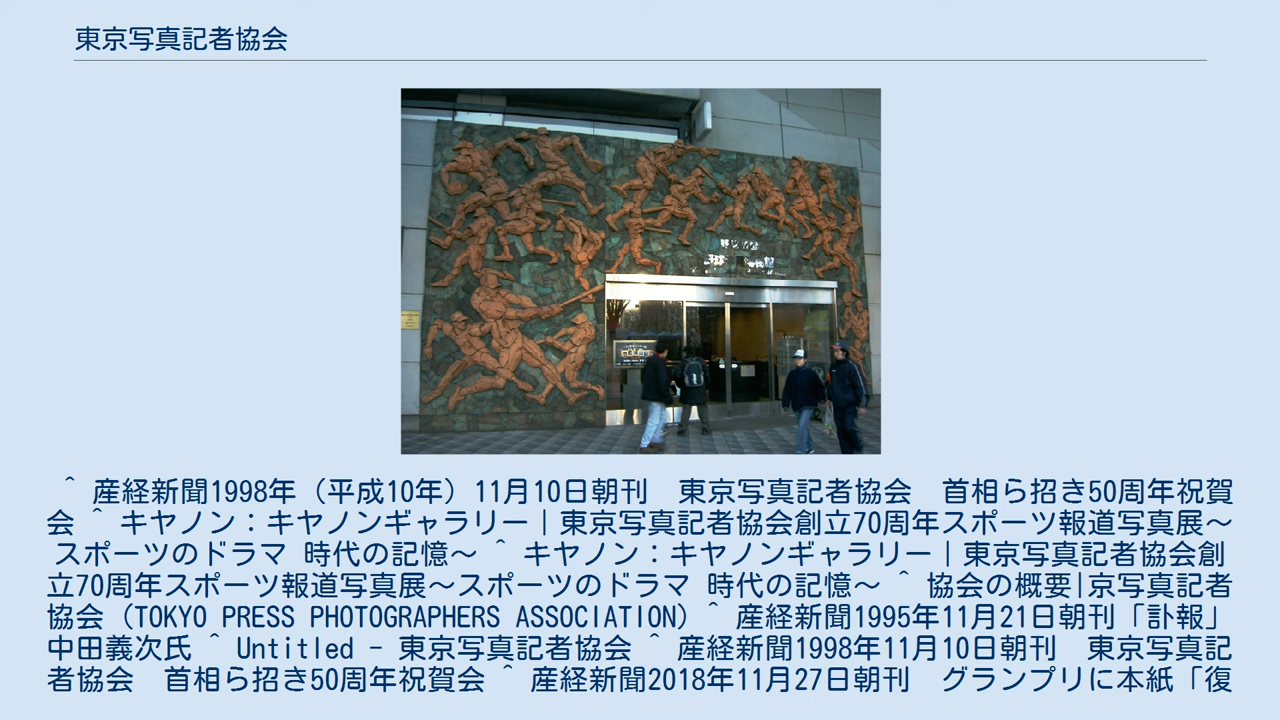 東京写真記者協会
^ 産経新聞1998年（平成10年）11月10日朝刊　東京写真記者協会　首相ら招き50周年祝賀
会 ^ キヤノン：キヤノンギャラリー｜東京写真記者協会創立70周年スポーツ報道写真展～
スポーツのドラマ 時代の記憶～ ^ キヤノン：キヤノンギャラリー｜東京写真記者協会創
立70周年スポーツ報道写真展～スポーツのドラマ 時代の記憶～ ^ 協会の概要|京写真記者
協会（TOKYO PRESS PHOTOGRAPHERS ASSOCIATION）^ 産経新聞1995年11月21日朝刊「訃報」
中田義次氏 ^ Untitled - 東京写真記者協会 ^ 産経新聞1998年11月10日朝刊　東京写真記
者協会　首相ら招き50周年祝賀会 ^ 産経新聞2018年11月27日朝刊　グランプリに本紙「復